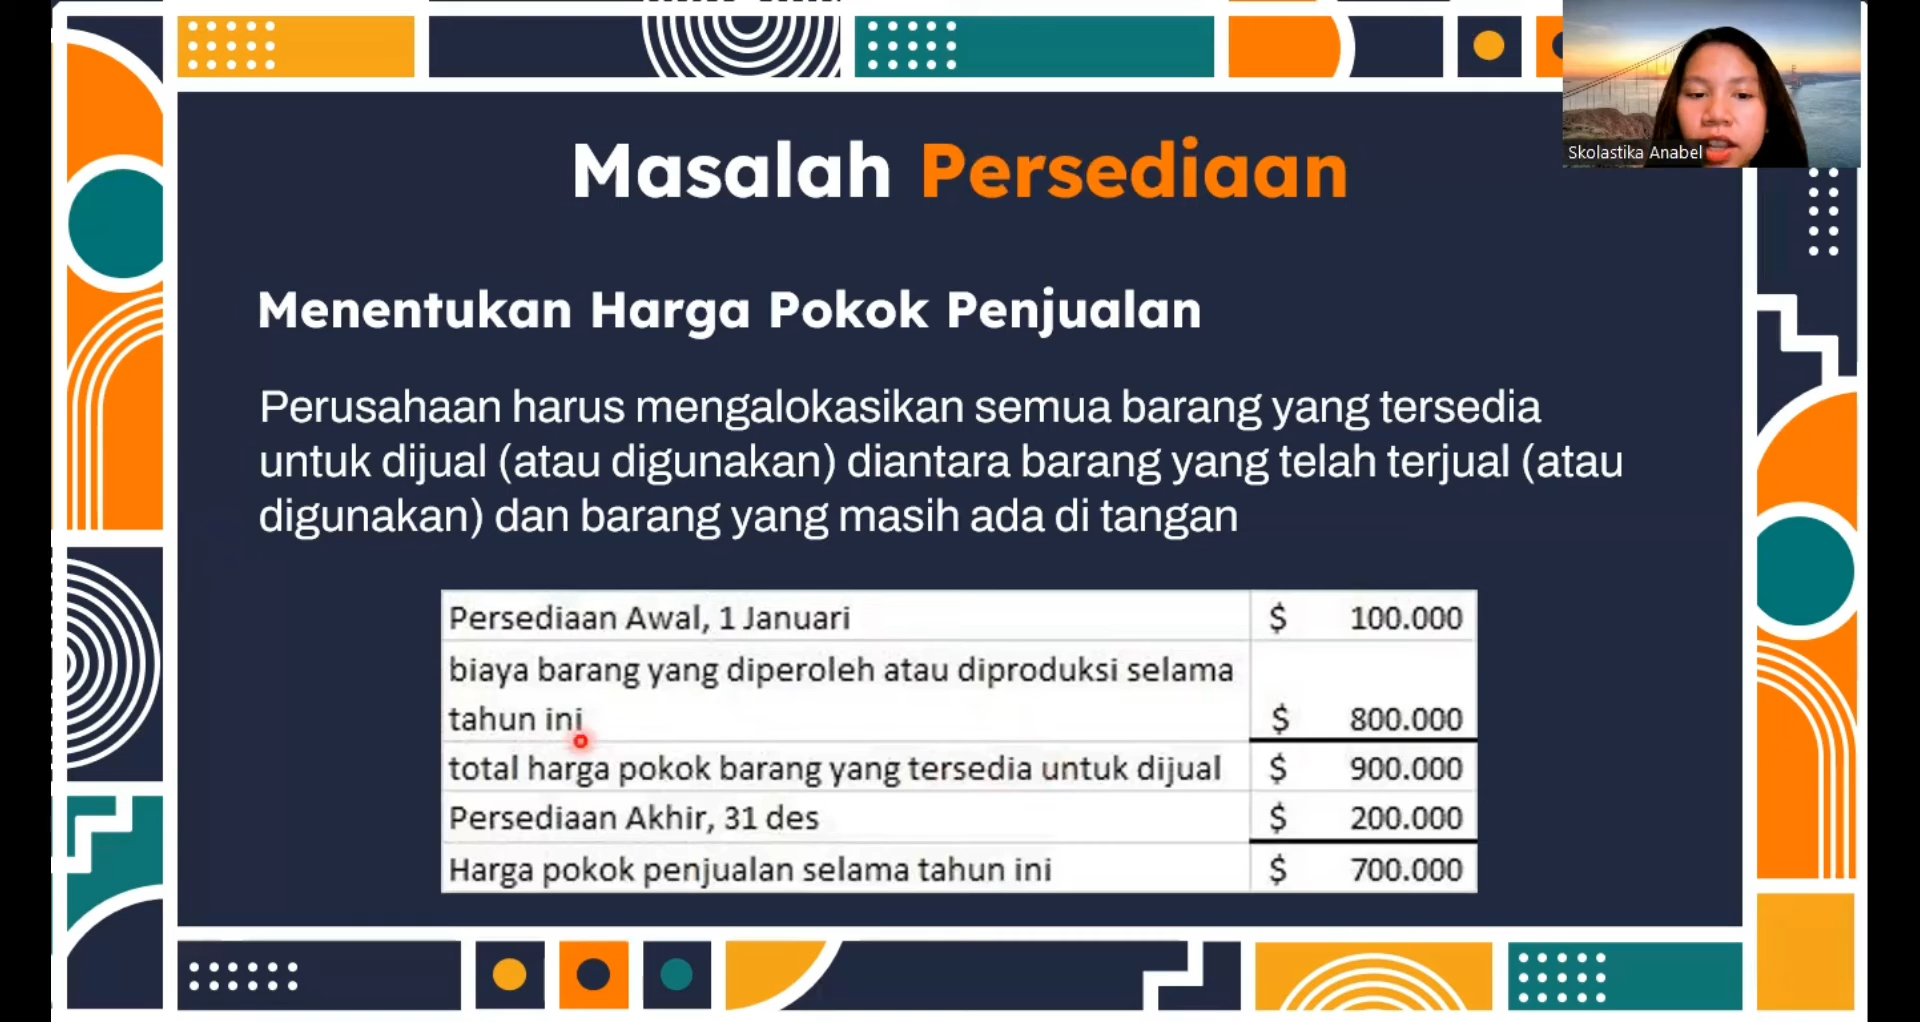 Masalah Persediaan
Skolastika Anabel
Menentukan Harga Pokok Penjualan
Perusahaan harus mengalokasikan semua barang yang tersedia
untuk dijual (atau digunakan) diantara barang yang telah terjual (atau
digunakan) dan barang yang masih ada di tangan
Persediaan Awal, 1 Januari $ 100.000
biaya barang yang diperoleh atau diproduksi selama
tahun ini $ 800.000
total harga pokok barang yang tersedia untuk dijual $ 900.000
Persediaan Akhir, 31 des $ 200.000
Harga pokok penjualan selama tahun ini $ 700.000